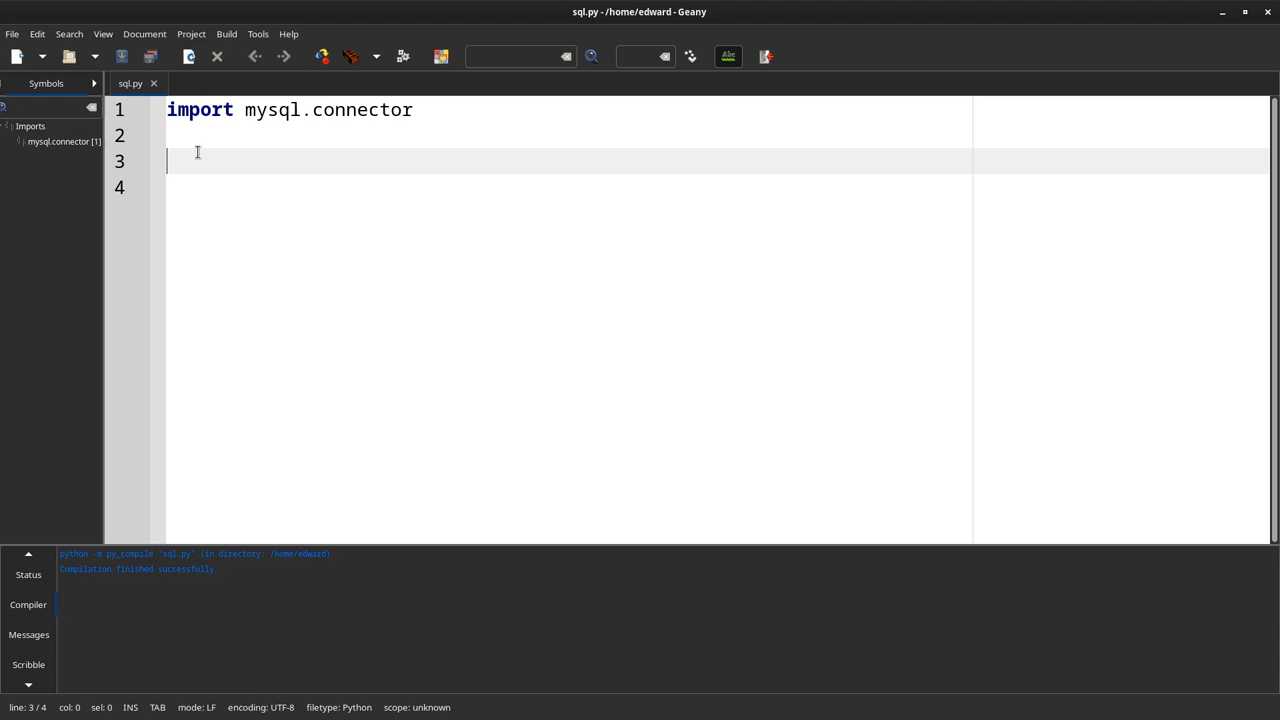 sql.py - /home/edward - Geany
File Edit Search View Document Project Build Tools Help
Abc
Symbols
sql.py
Imports
mysql.connector [1]
1 import mysql.connector
2
3
4
python -m py_compile "sql.py" (in directory: /home/edward)
Compilation finished successfully.
Status
Compiler
Messages
Scribble
line: 3 / 4 col: 0 sel: 0 INS TAB mode: LF encoding: UTF-8 filetype: Python scope: unknown